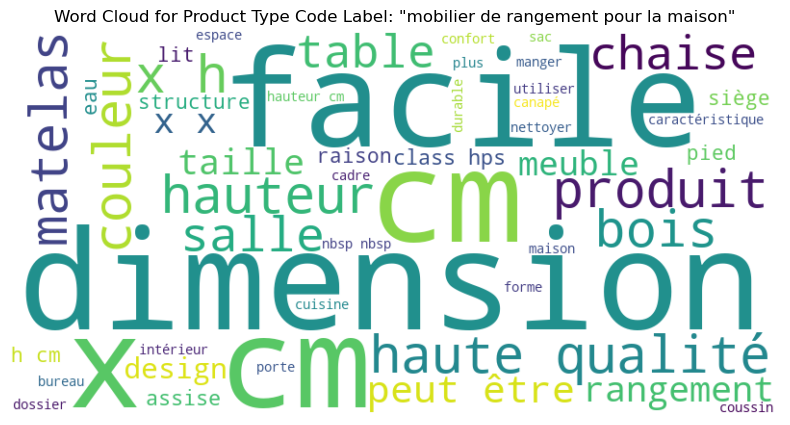 Word Cloud for Product Type Code Label: "mobilier de rangement pour la maison"
espace
confort
sac
matelas
couleur
eau
lit
x h
table
facile
chaise
plus
manger
structure
hauteur cm
durable
utiliser
canapé
siège
x x
nettoyer
caractéristique
taille
raison
class hps
meuble
pied
cadre
hauteur
cm
produit
salle
nbsp nbsp
maison
bois
dimension
forme
cuisine
h cm
intérieur
x
cm
haute qualité
bureau
design
porte
peut être
rangement
dossier
assise
coussin